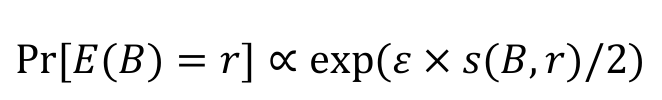 Pr[𝐸(𝐵) = 𝑟] ∝ exp(𝜀 × 𝑠(𝐵, 𝑟)/2)